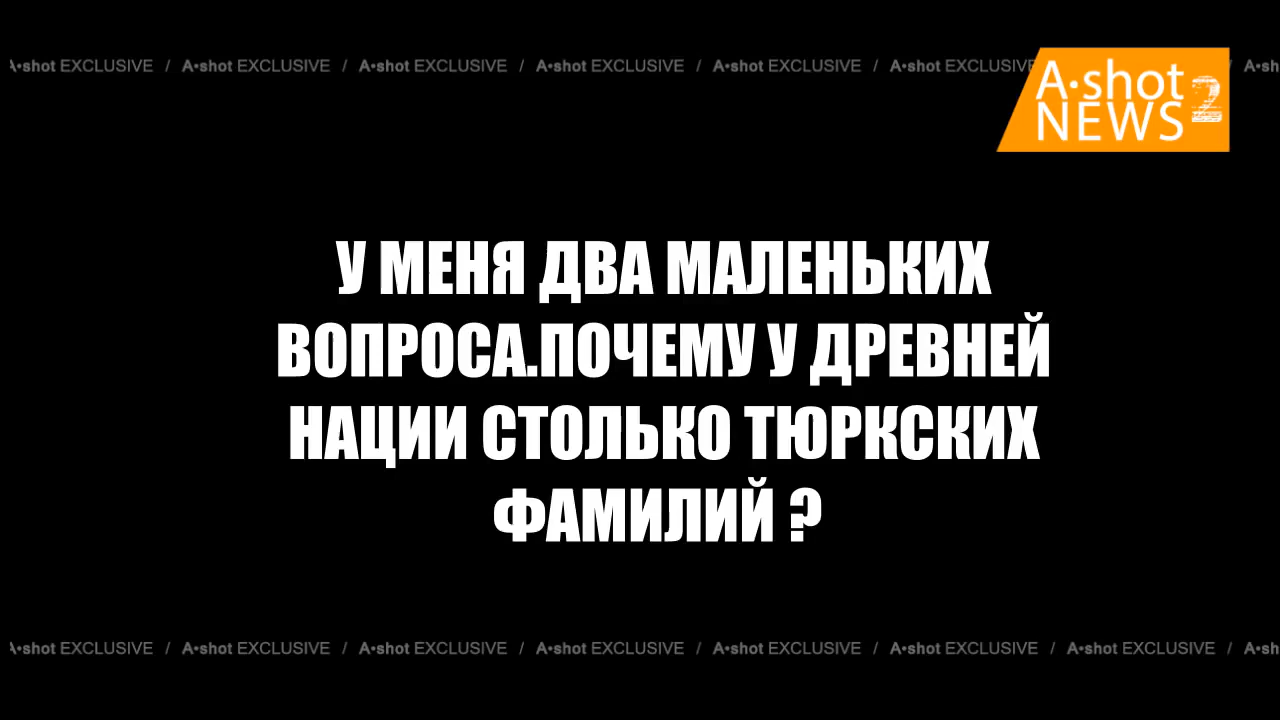 A•shot EXCLUSIVE / A•shot EXCLUSIVE / A•shot EXCLUSIVE / A•shot EXCLUSIVE / A•shot EXCLUSIVE / A•shot EXCLUSIVE / A•sh
A•shot
NEWS 2
У МЕНЯ ДВА МАЛЕНЬКИХ
ВОПРОСА.ПОЧЕМУ У ДРЕВНЕЙ
НАЦИИ СТОЛЬКО ТЮРКСКИХ
ФАМИЛИЙ ?
A•shot EXCLUSIVE / A•shot EXCLUSIVE / A•shot EXCLUSIVE / A•shot EXCLUSIVE / A•shot EXCLUSIVE / A•shot EXCLUSIVE / A•shot EXCLUSIVE / A•sh